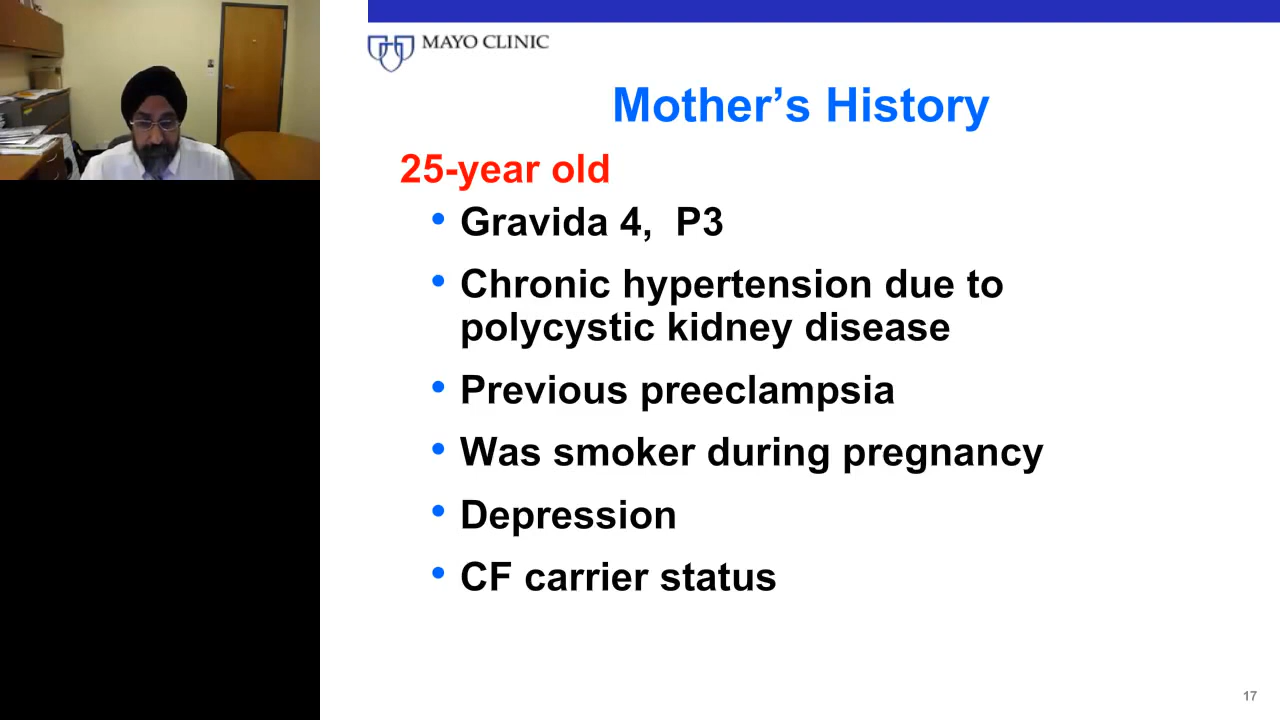 MAYO CLINIC
Mother's History
25-year old
• Gravida 4, P3
• Chronic hypertension due to
polycystic kidney disease
• Previous preeclampsia
• Was smoker during pregnancy
• Depression
• CF carrier status
17